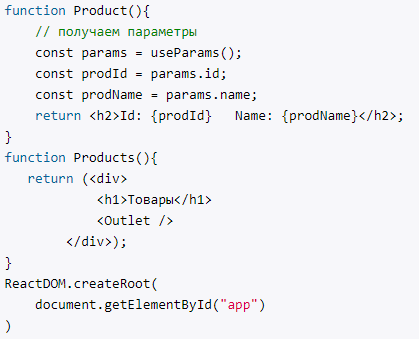 function Product(){
    // получаем параметры
    const params = useParams();
    const prodId = params.id;
    const prodName = params.name;
    return <h2>Id: {prodId}   Name: {prodName}</h2>;
}
function Products(){
   return (<div>
            <h1>Товары</h1>
            <Outlet />
        </div>);
}
ReactDOM.createRoot(
    document.getElementById("app")
)